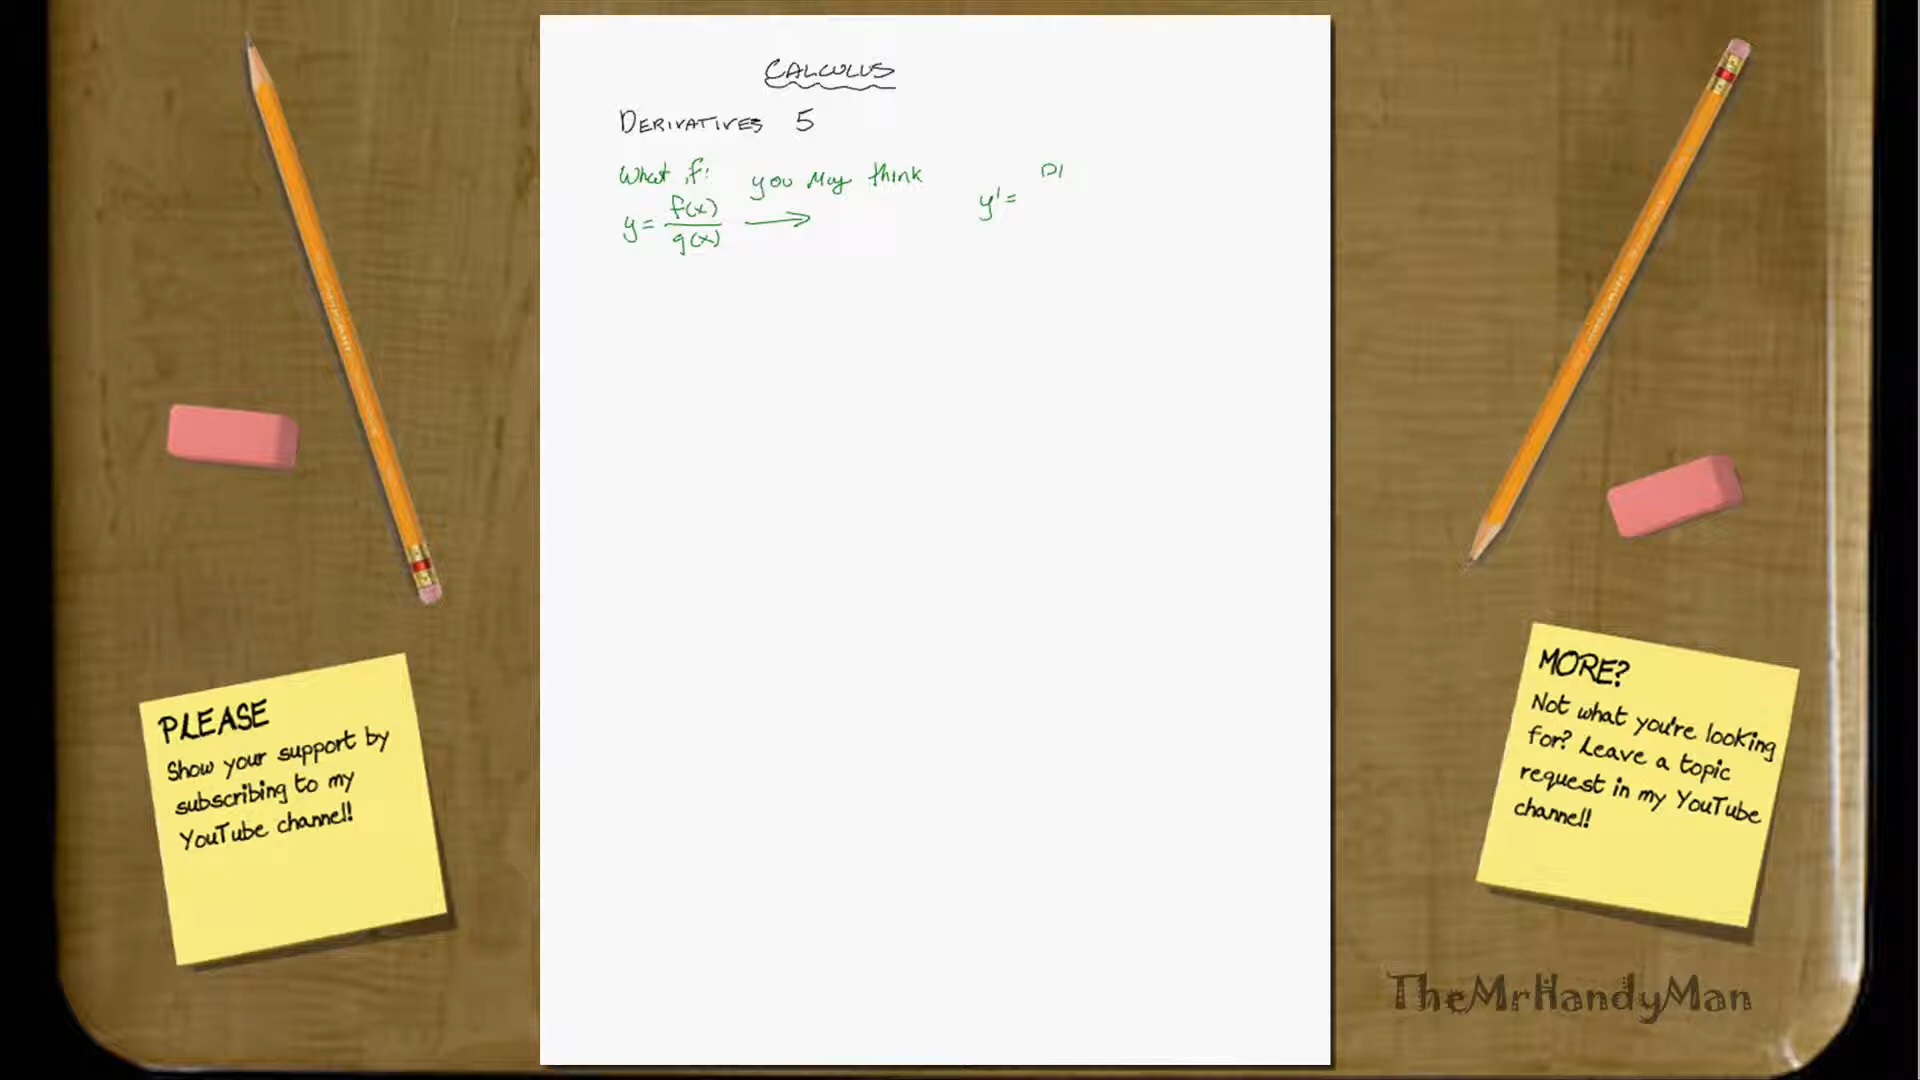 CALCULUS
DERIVATIVES 5
What if: you may think
y = f(x)/g(x) → y' =
PLEASE
Show your support by
subscribing to my
YouTube channel!
MORE?
Not what you're looking
for? Leave a topic
request in my YouTube
channel!
TheMrHandyMan